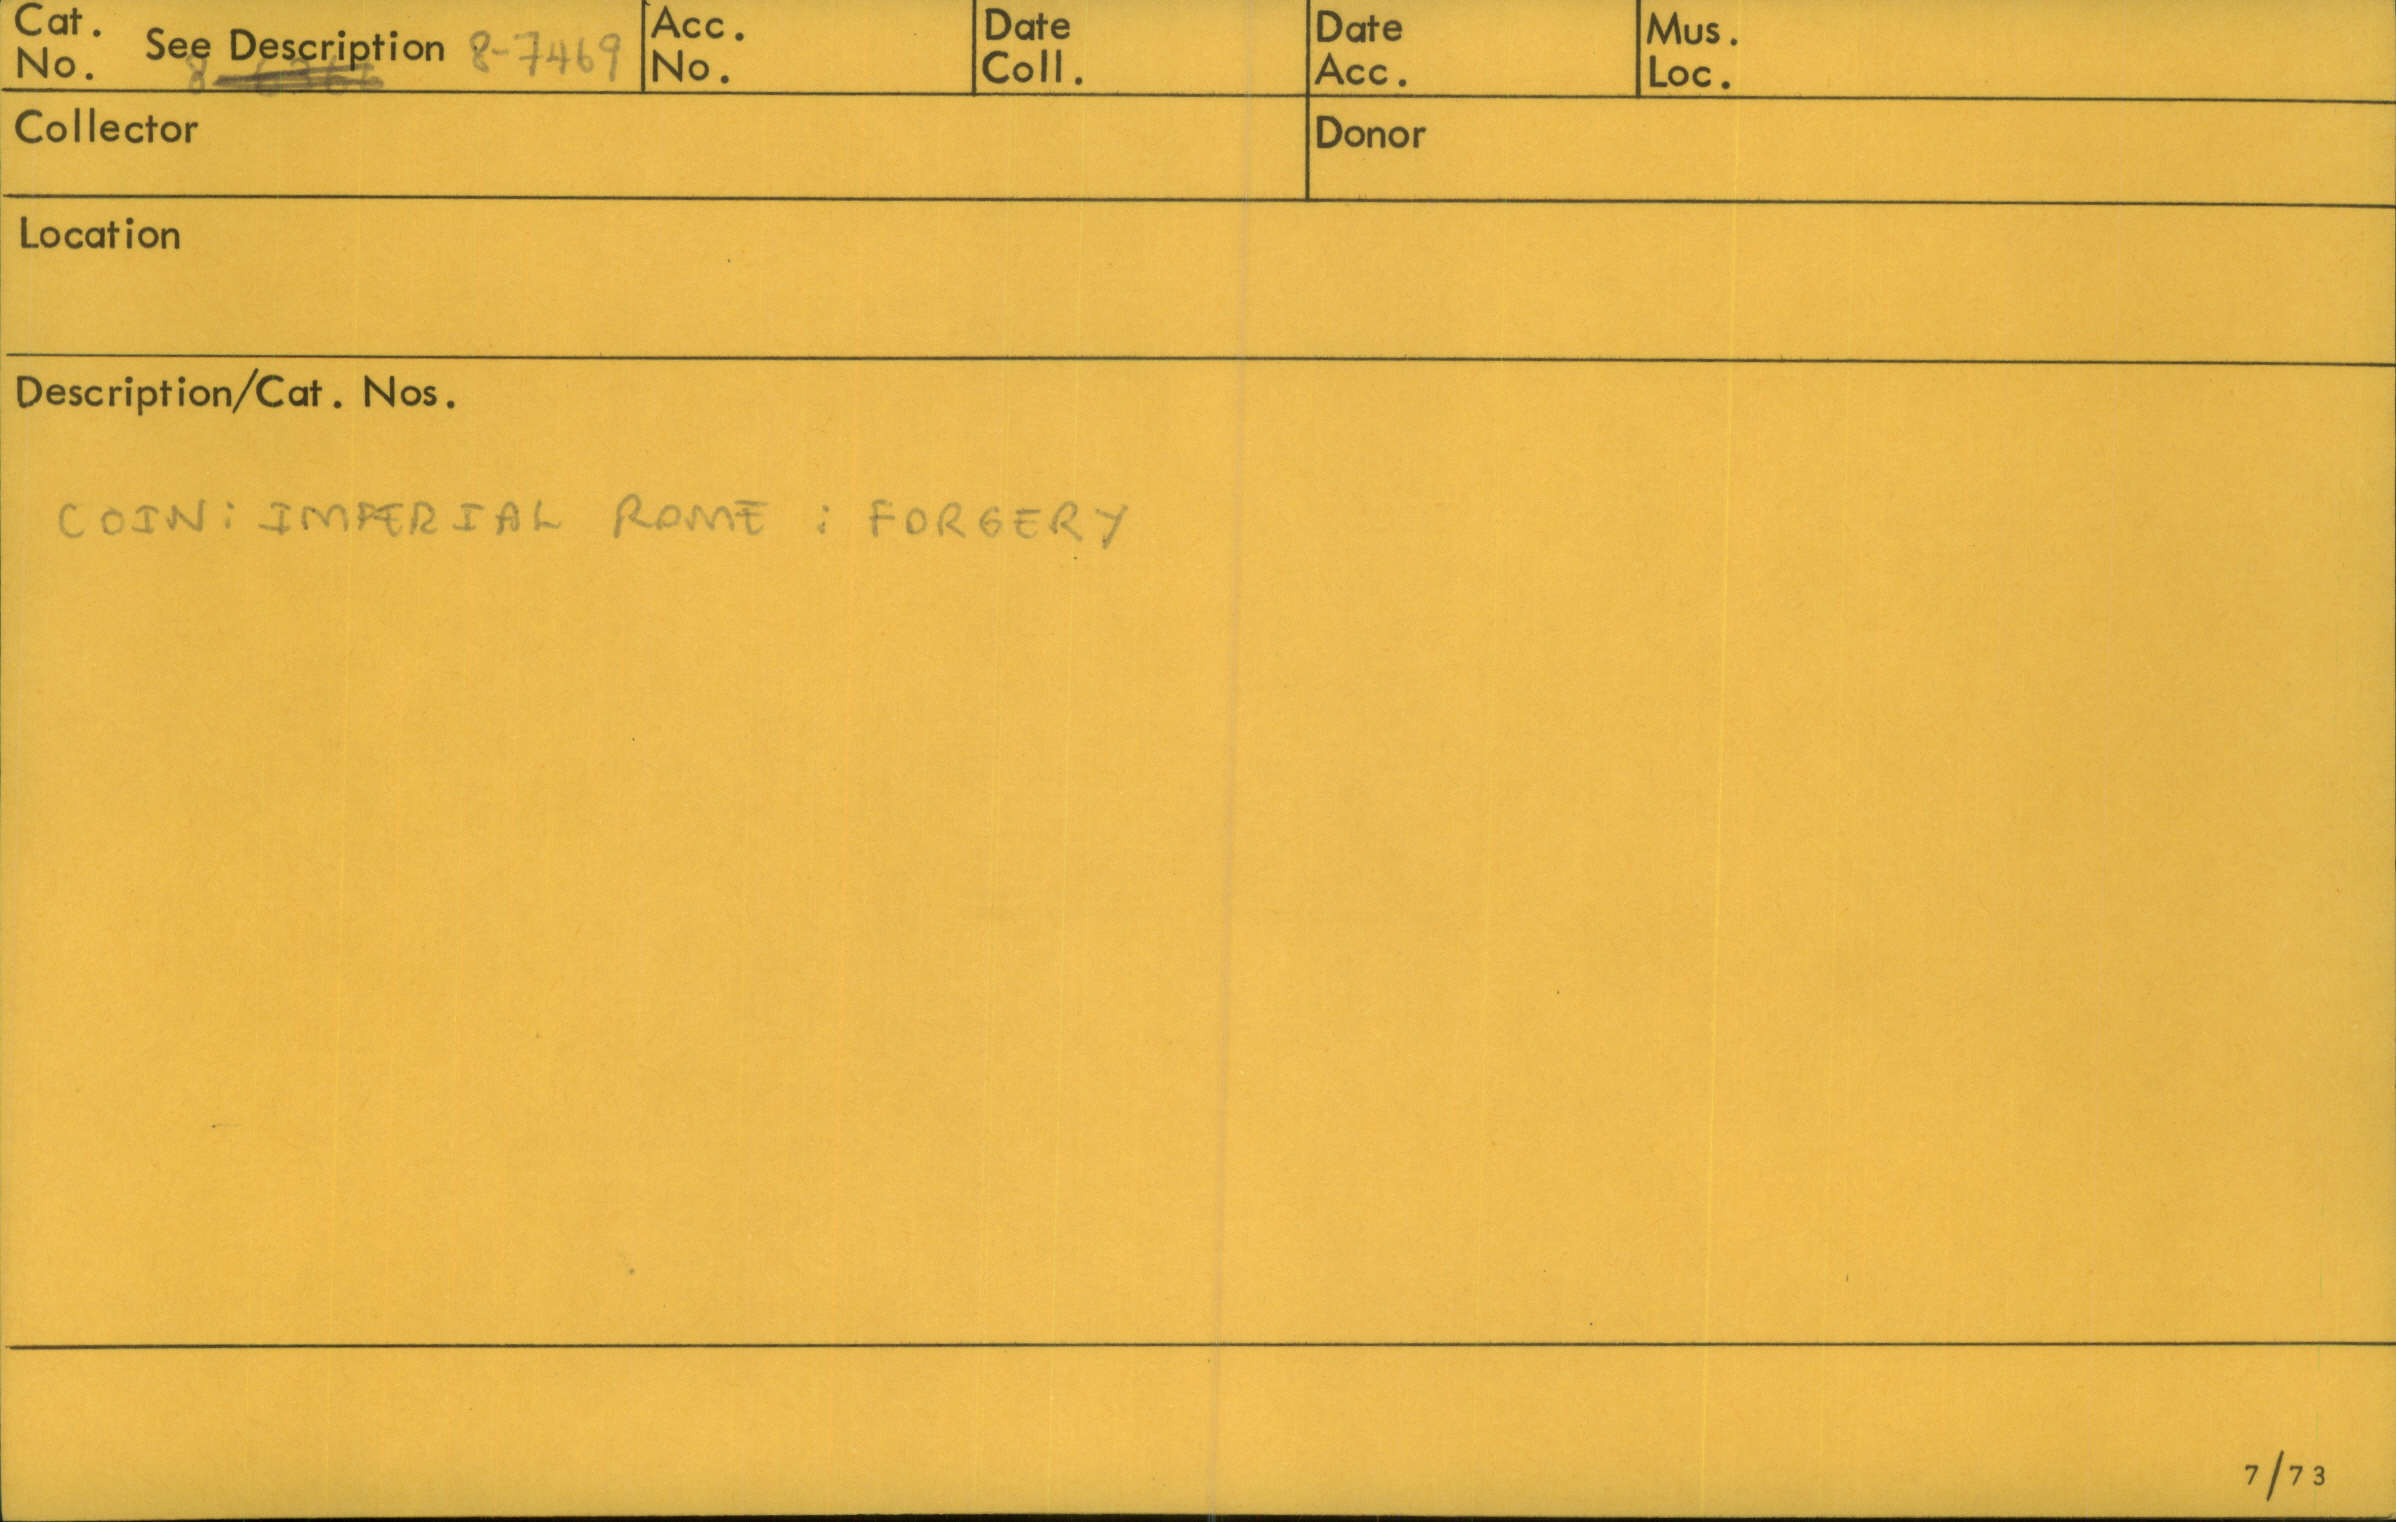 Cat. No. See Description 8-7469
Acc. No.
Date Coll.
Date Acc.
Mus. Loc.
Collector
Donor
Location
Description/Cat. Nos.
COIN: IMPERIAL ROME : FORGERY
7/73